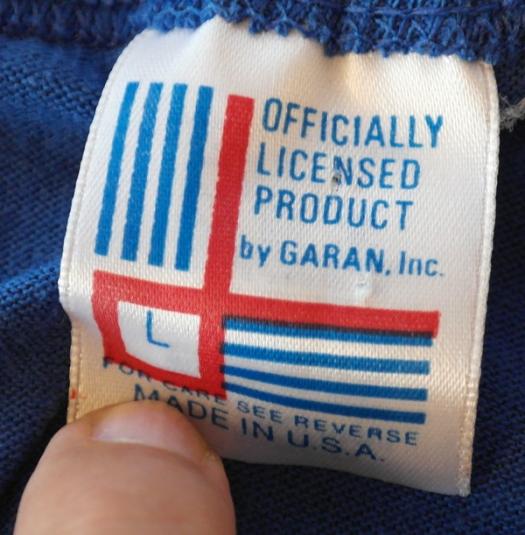 OFFICIALLY
LICENSED
PRODUCT
by GARAN, Inc.
L
FOR CARE SEE REVERSE
MADE IN U.S.A.